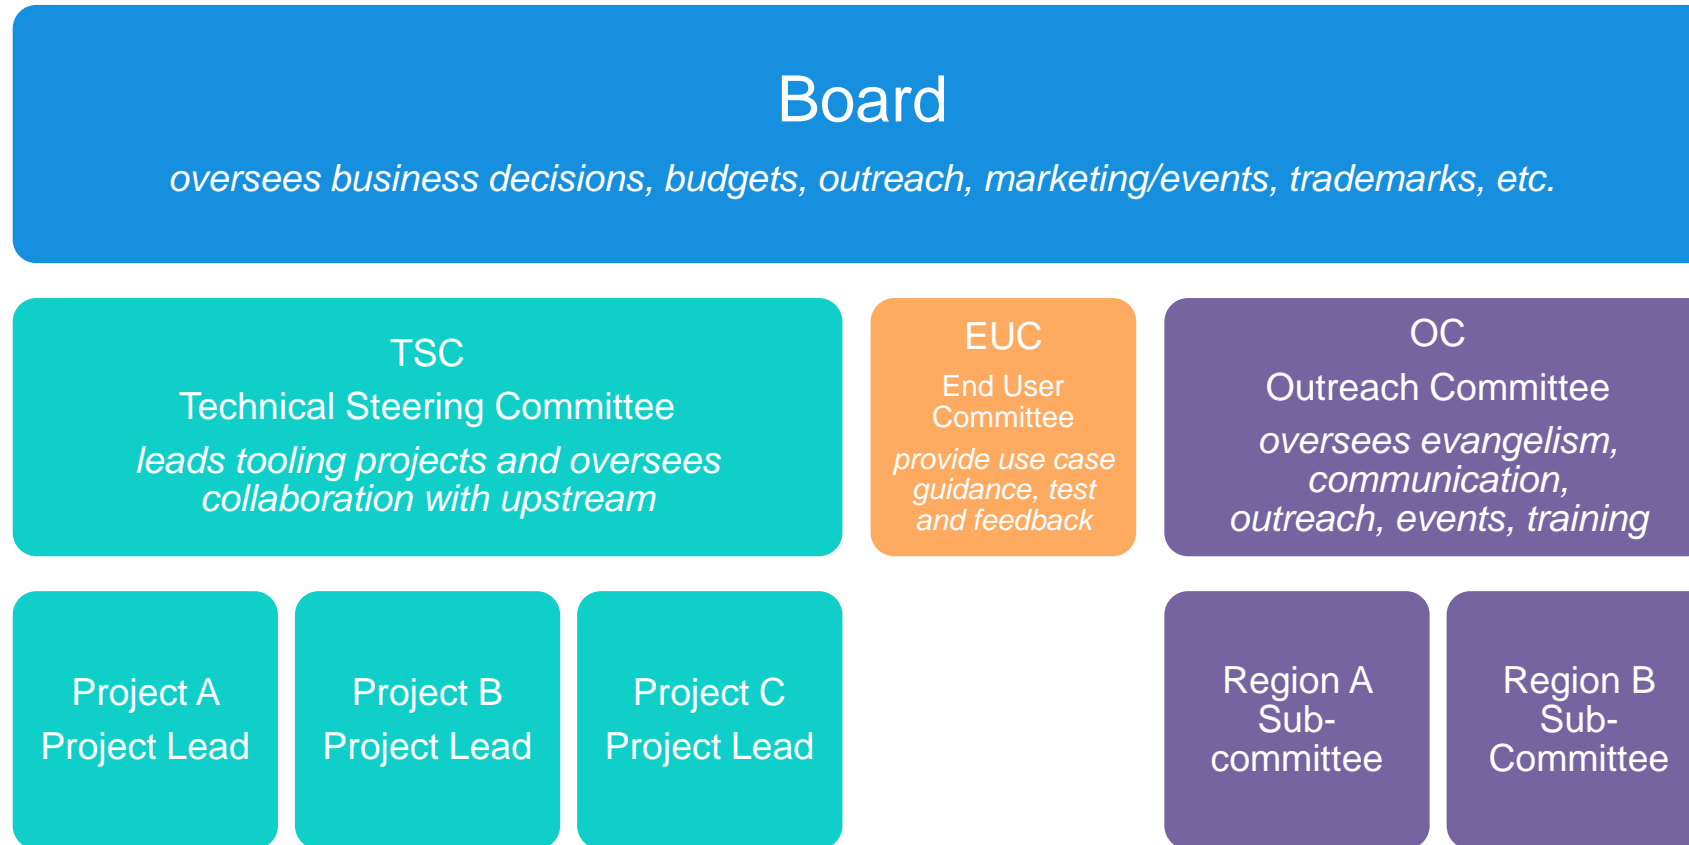 Board
oversees business decisions, budgets, outreach, marketing/events, trademarks, etc.
TSC
Technical Steering Committee
leads tooling projects and oversees
collaboration with upstream
EUC
End User
Committee
provide use case
guidance, test
and feedback
OC
Outreach Committee
oversees evangelism,
communication,
outreach, events, training
Project A
Project Lead
Project B
Project Lead
Project C
Project Lead
Region A
Sub-
committee
Region B
Sub-
Committee